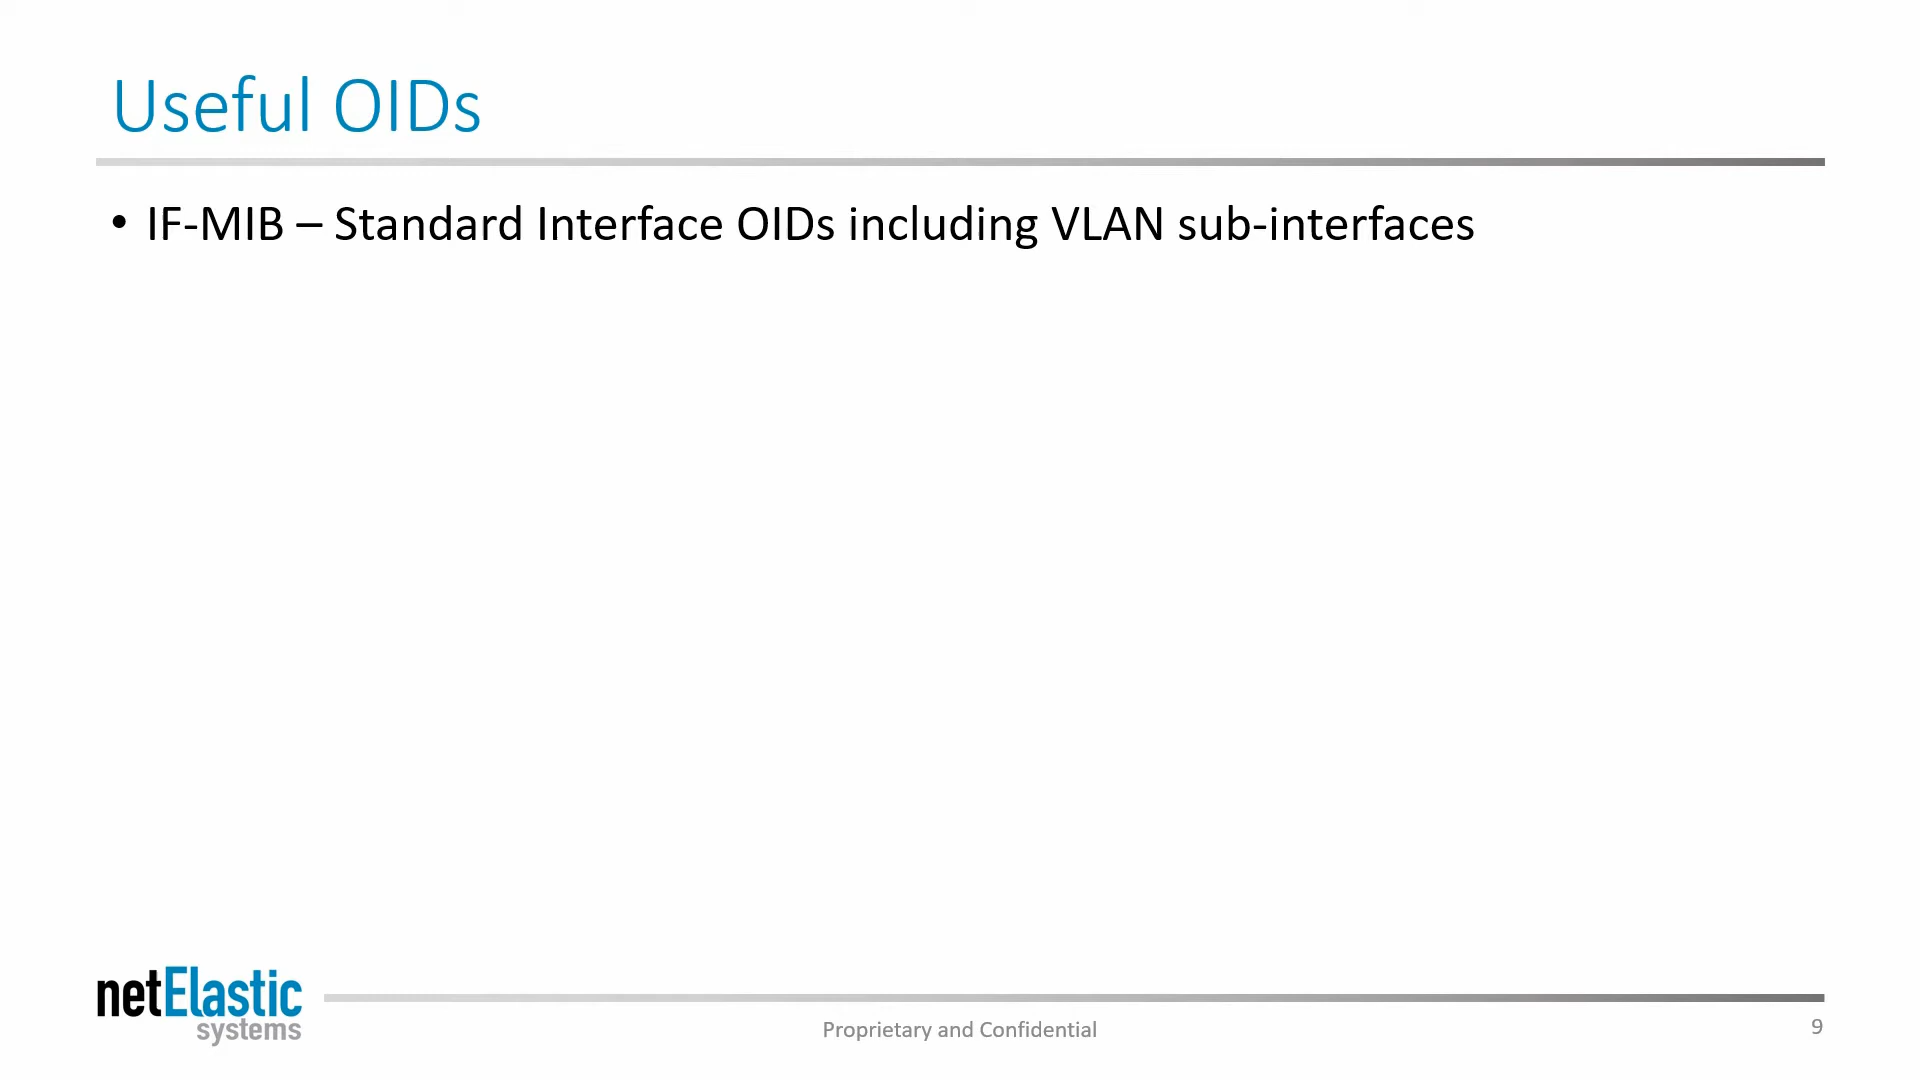 Useful OIDs
• IF-MIB – Standard Interface OIDs including VLAN sub-interfaces
netElastic
systems
Proprietary and Confidential
9